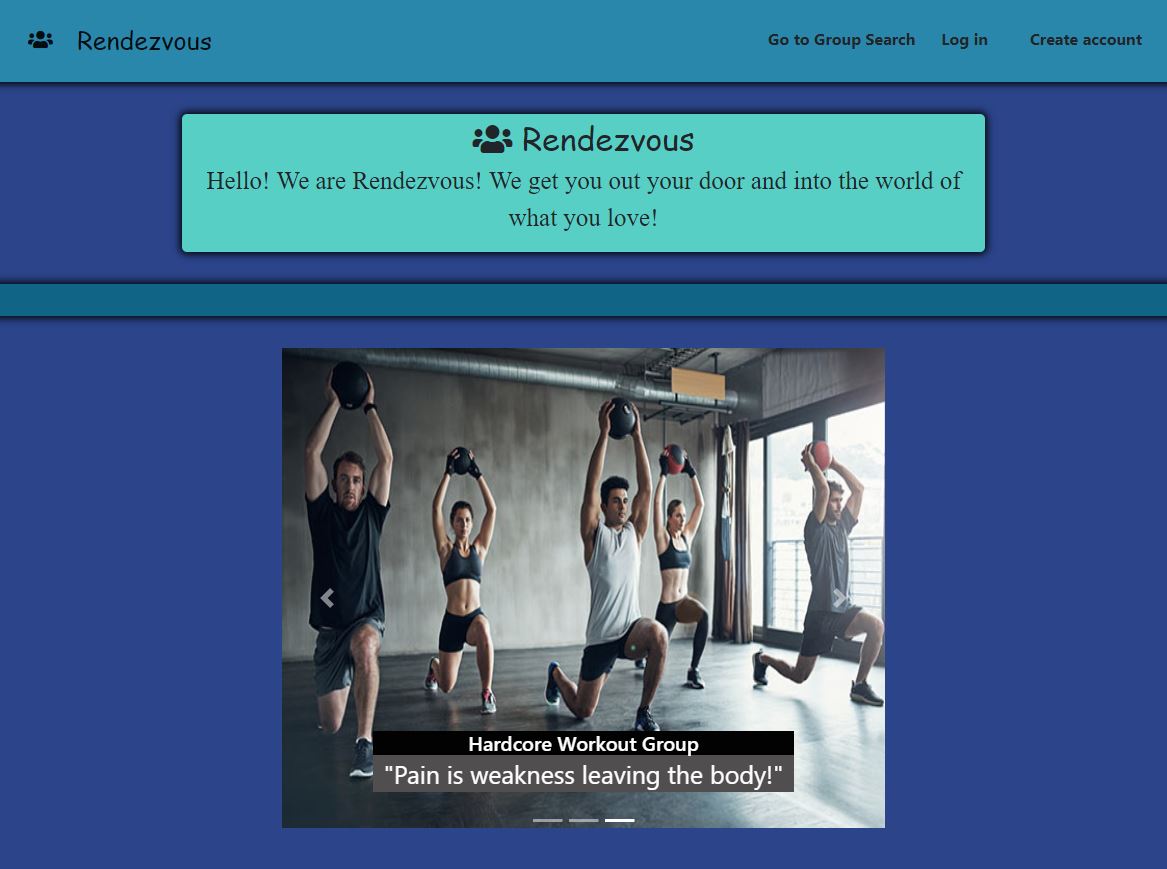 Rendezvous
Go to Group Search
Log in
Create account
Rendezvous
Hello! We are Rendezvous! We get you out your door and into the world of
what you love!
Hardcore Workout Group
"Pain is weakness leaving the body!"